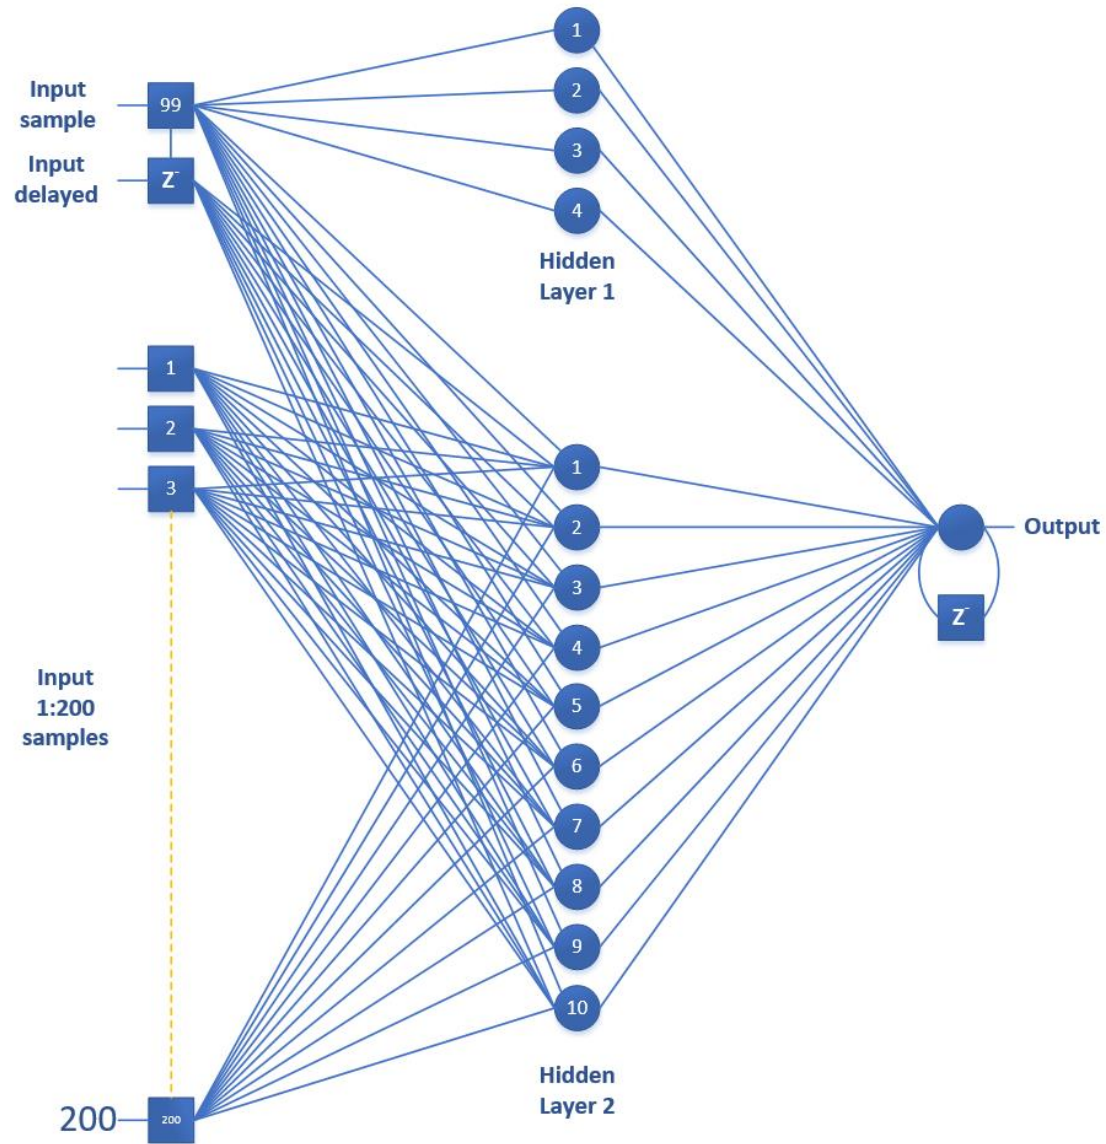 1
2
3
4
Hidden
Layer 1
Input
sample
99
Input
delayed
Z-
1
2
3
Input
1:200
samples
200
200
1
2
3
4
5
6
7
8
9
10
Hidden
Layer 2
Output
Z-